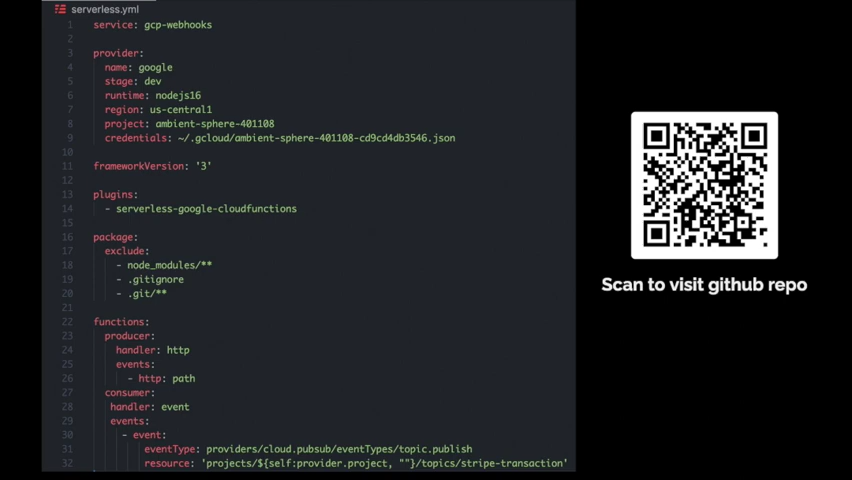 serverless.yml
1 service: gcp-webhooks
2
3 provider:
4 name: google
5 stage: dev
6 runtime: nodejs16
7 region: us-central1
8 project: ambient-sphere-401108
9 credentials: ~/.gcloud/ambient-sphere-401108-cd9cd4db3546.json
10
11 frameworkVersion: '3'
12
13 plugins:
14 - serverless-google-cloudfunctions
15
16 package:
17 exclude:
18 - node_modules/**
19 - .gitignore
20 - .git/**
21
22 functions:
23 producer:
24 handler: http
25 events:
26 - http: path
27 consumer:
28 handler: event
29 events:
30 - event:
31 eventType: providers/cloud.pubsub/eventTypes/topic.publish
32 resource: 'projects/${self:provider.project, ""}/topics/stripe-transaction'
Scan to visit github repo